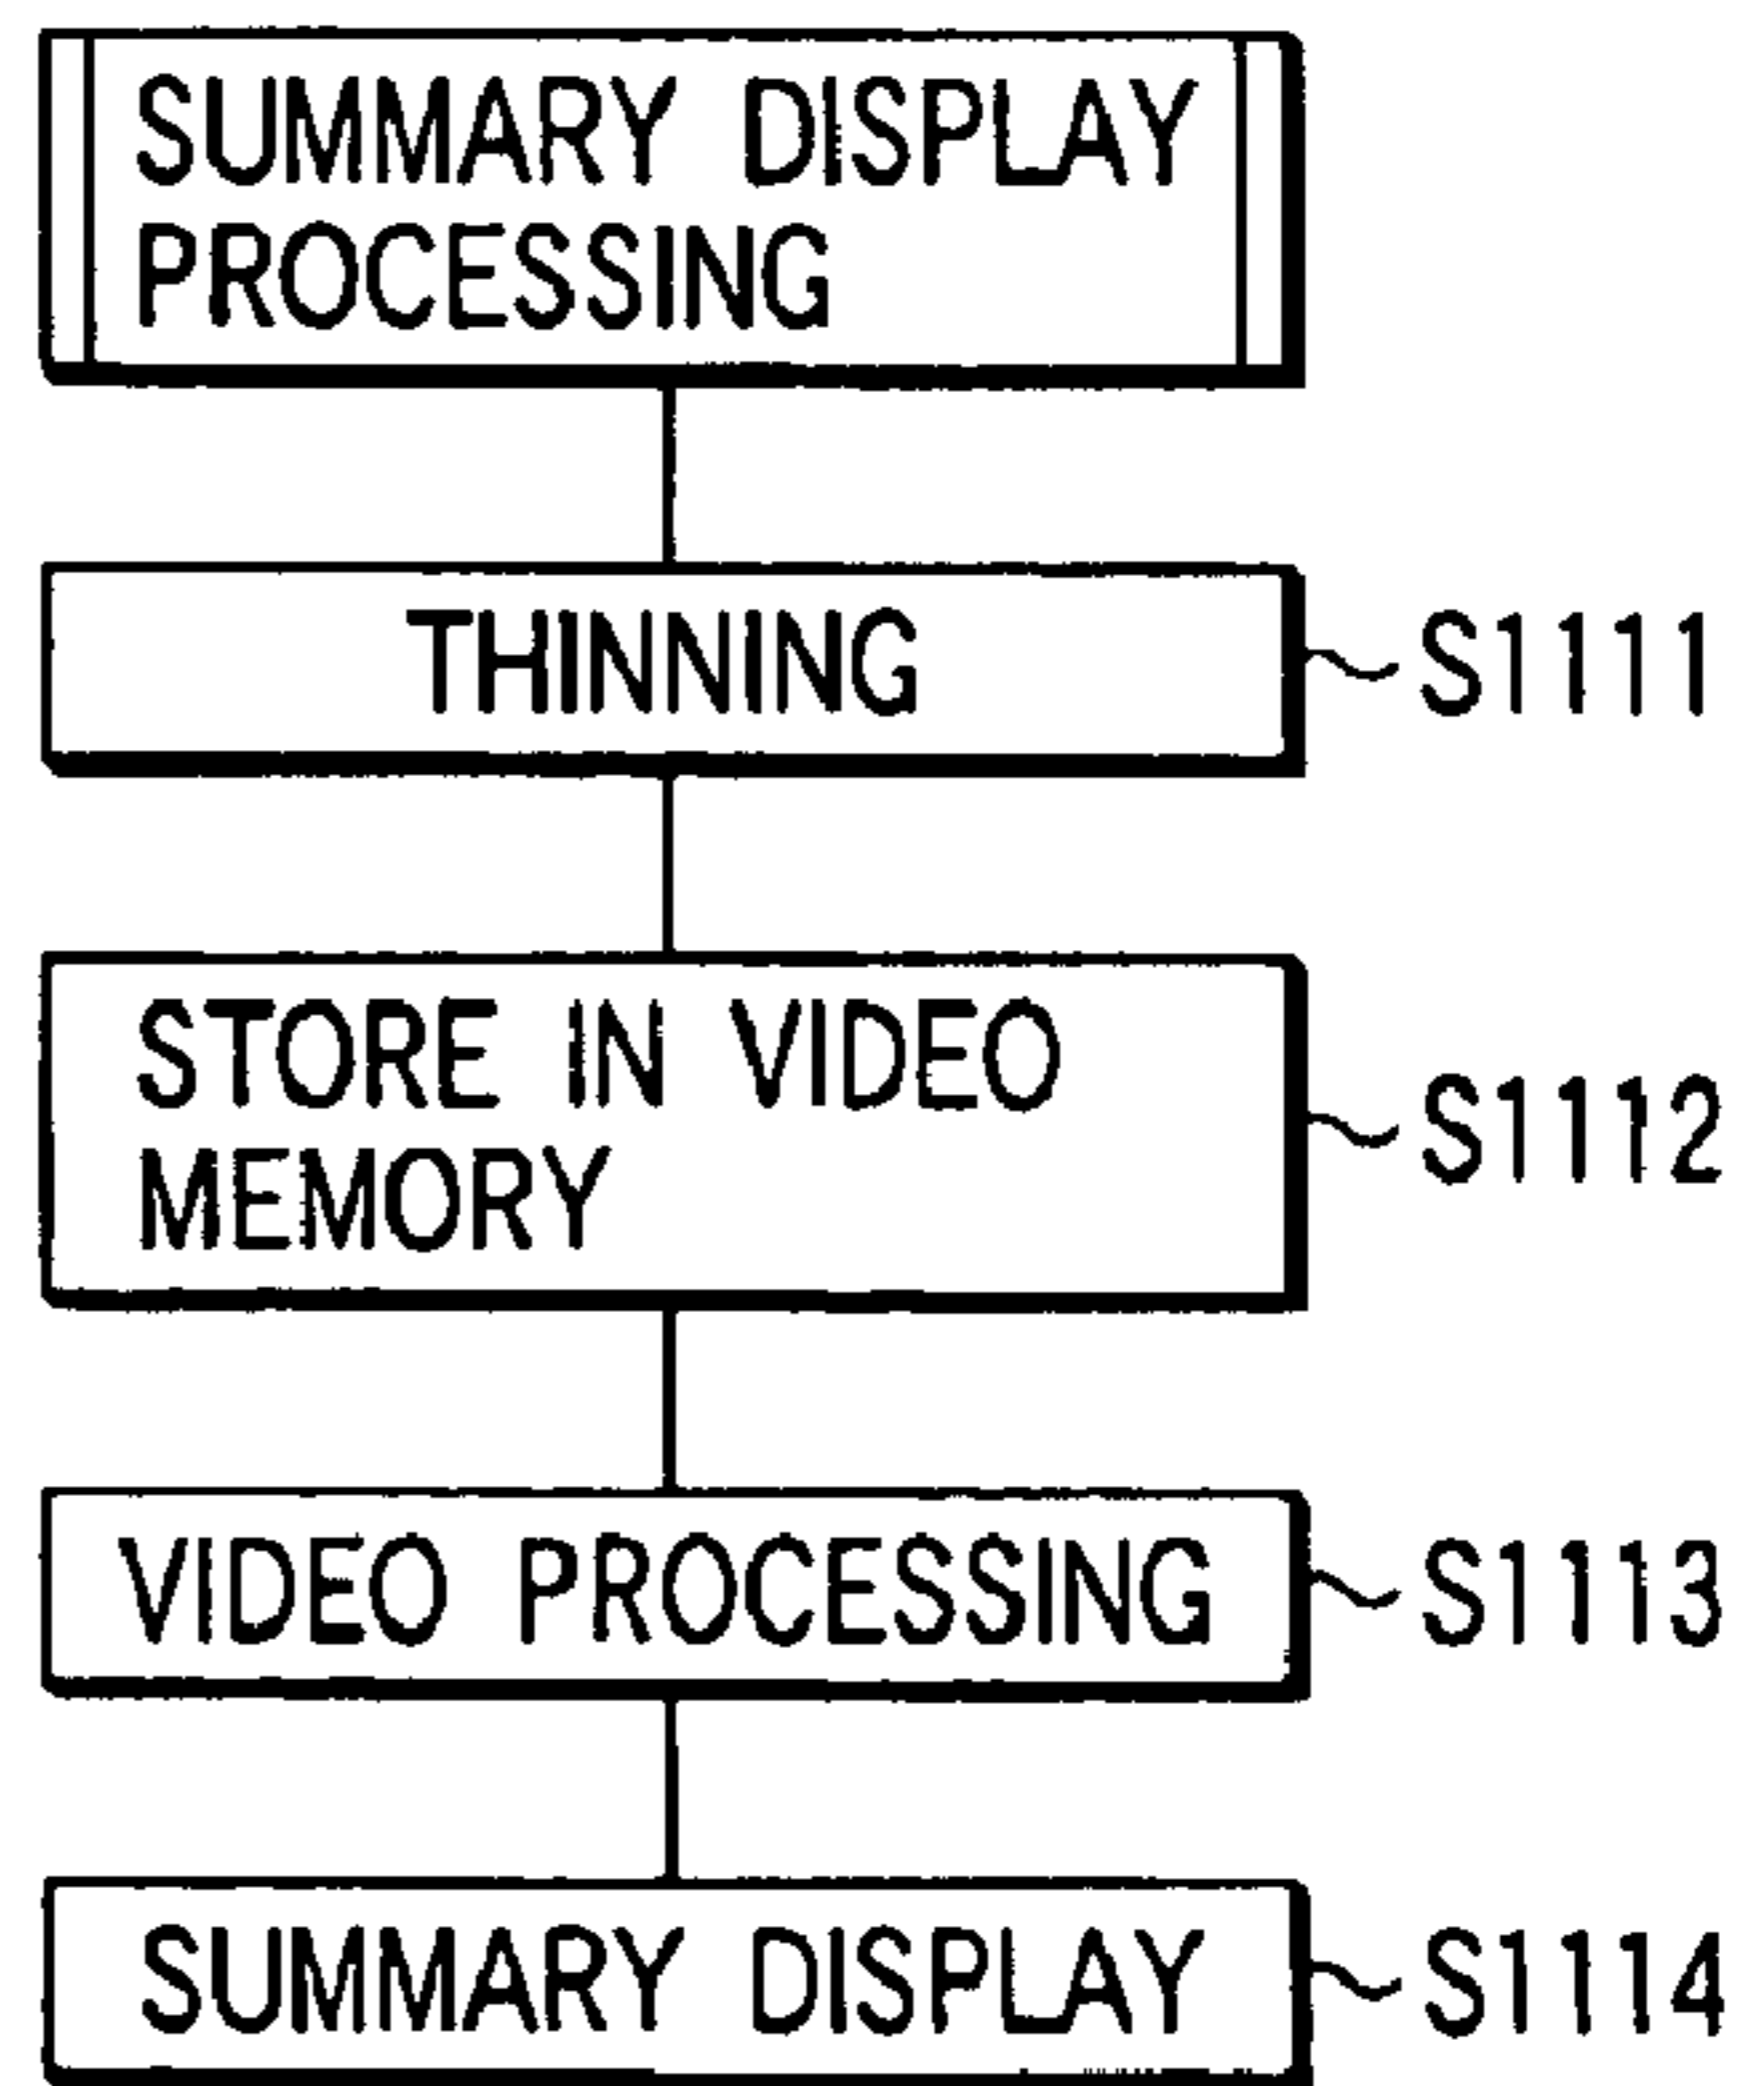 SUMMARY DISPLAY
PROCESSING
THINNING
S1111
STORE IN VIDEO
MEMORY
S1112
VIDEO PROCESSING
S1113
SUMMARY DISPLAY
S1114